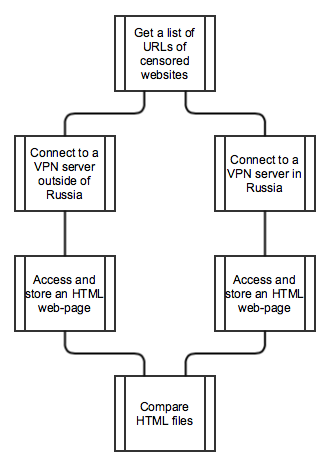 Get a list of
URLs of
censored
websites
Connect to a
VPN server
outside of
Russia
Connect to a
VPN server in
Russia
Access and
store an HTML
web-page
Access and
store an HTML
web-page
Compare
HTML files